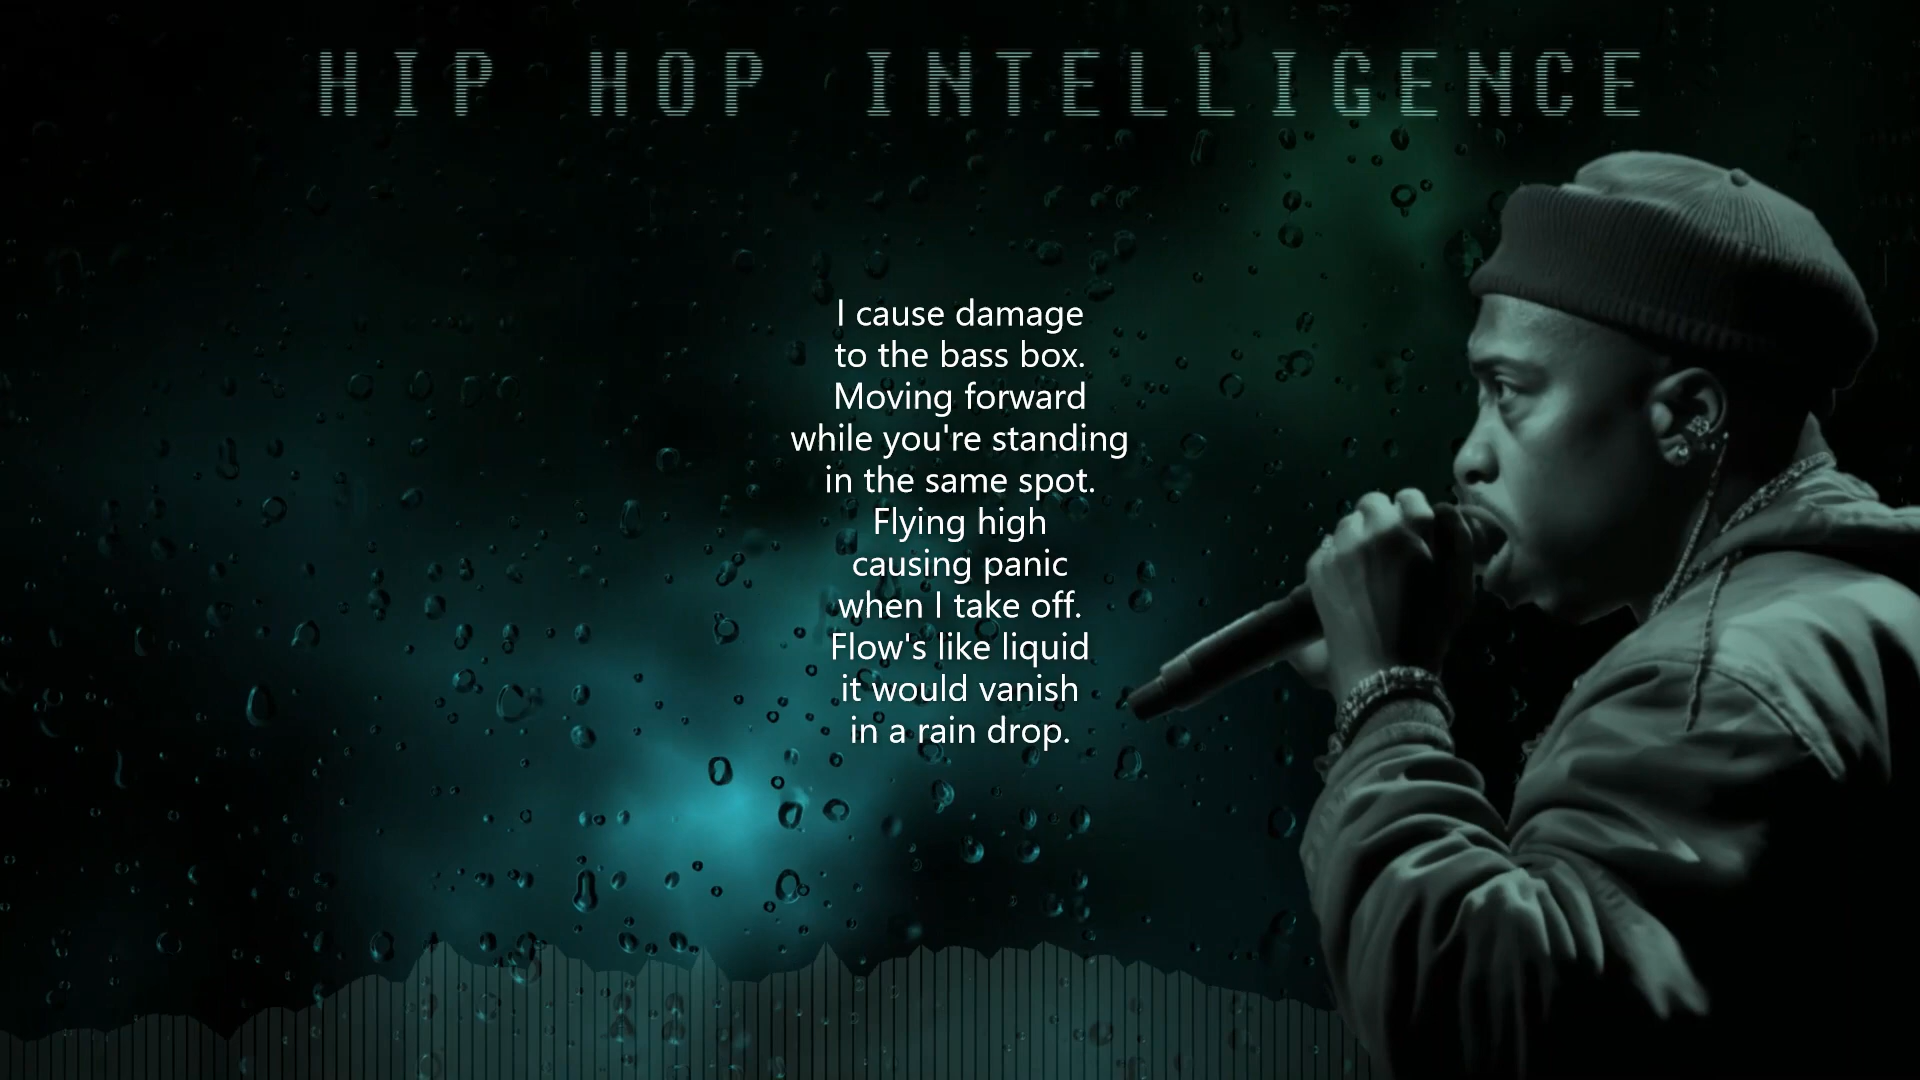 HIP HOP INTELLIGENCE
I cause damage
to the bass box.
Moving forward
while you're standing
in the same spot.
Flying high
causing panic
when I take off.
Flow's like liquid
it would vanish
in a rain drop.